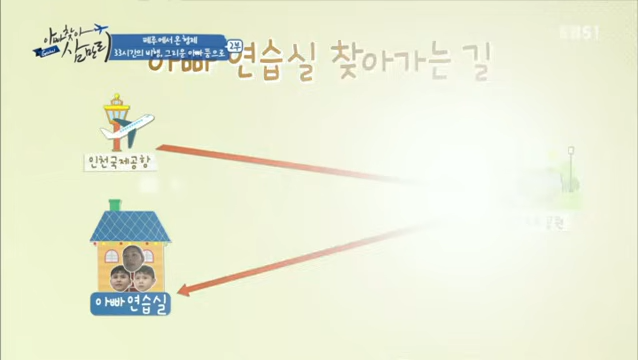 아빠 찾아
삼만리
페루에서 온 형제
33시간의 비행, 그리운 아빠 품으로 2부
EBS1
아빠 연습실 찾아가는 길
인천국제공항
공원
아빠 연습실